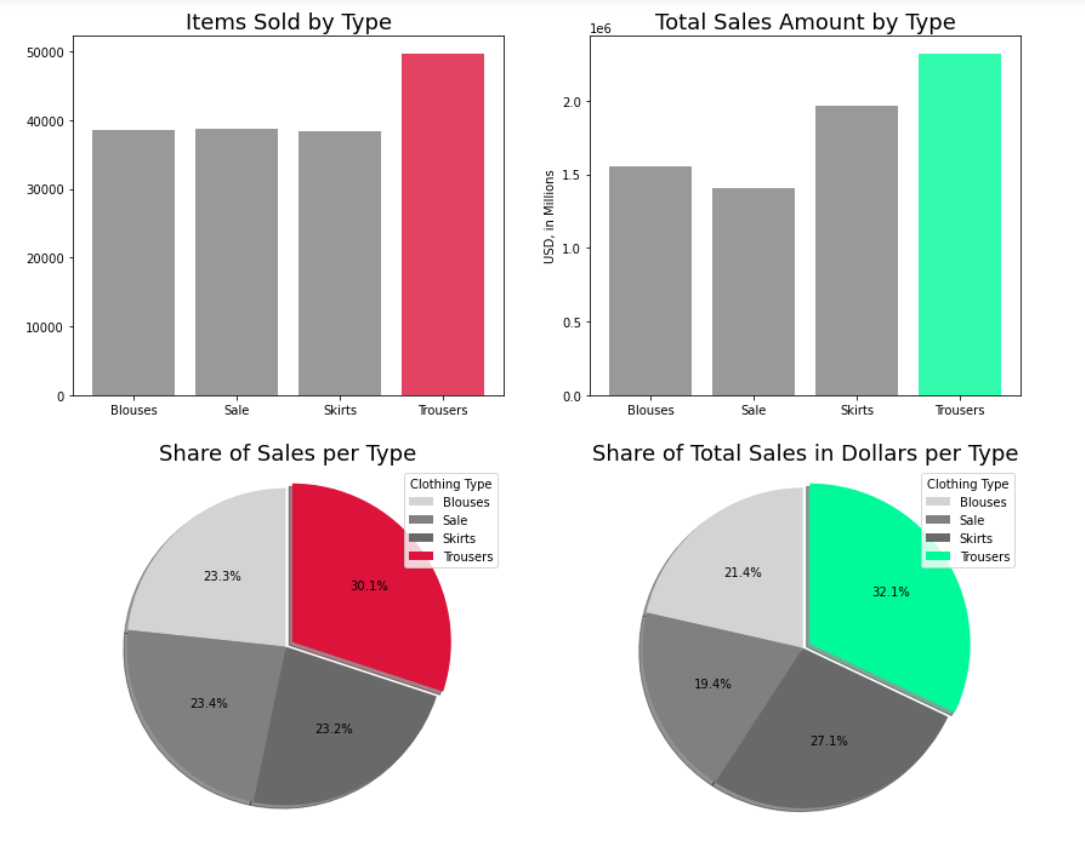 Items Sold by Type
50000
40000
30000
20000
10000
0
Blouses Sale Skirts Trousers
Total Sales Amount by Type
1e6
USD, in Millions
2.0
1.5
1.0
0.5
0.0
Blouses Sale Skirts Trousers
Share of Sales per Type
Clothing Type
Blouses
Sale
Skirts
Trousers
23.3%
30.1%
23.4%
23.2%
Share of Total Sales in Dollars per Type
Clothing Type
Blouses
Sale
Skirts
Trousers
21.4%
32.1%
19.4%
27.1%